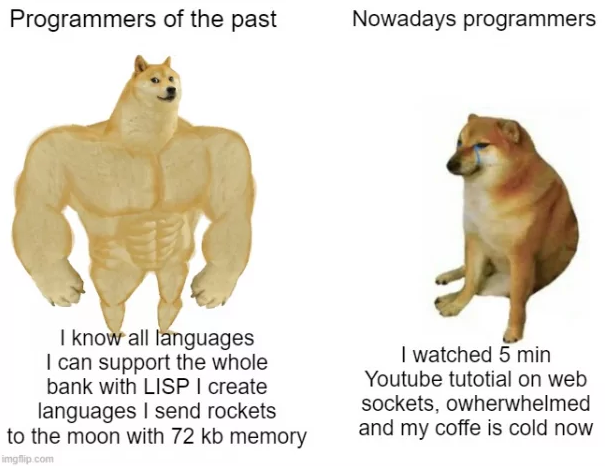 Programmers of the past
Nowadays programmers
I know all languages
I can support the whole
bank with LISP I create
languages I send rockets
to the moon with 72 kb memory
I watched 5 min
Youtube tutotial on web
sockets, owherwhelmed
and my coffe is cold now
imgflip.com